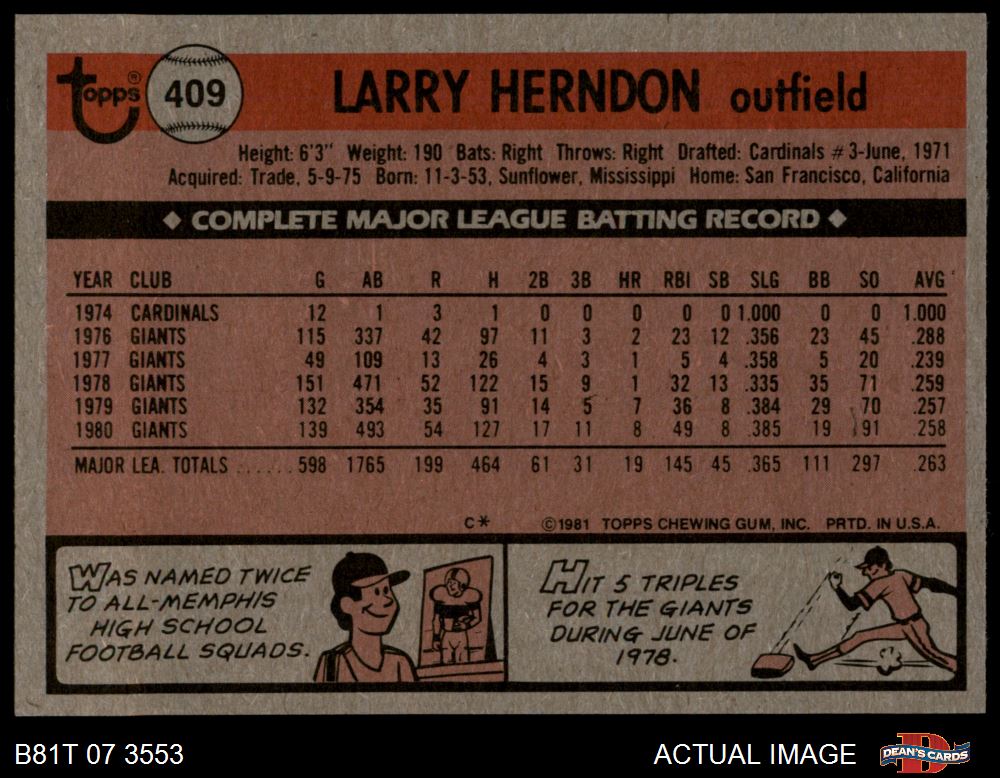 topps ® 409 LARRY HERNDON outfield
Height: 6'3" Weight: 190 Bats: Right Throws: Right Drafted: Cardinals #3-June, 1971
Acquired: Trade, 5-9-75 Born: 11-3-53, Sunflower, Mississippi Home: San Francisco, California
◆ COMPLETE MAJOR LEAGUE BATTING RECORD ◆
YEAR CLUB G AB R H 2B 3B HR RBI SB SLG BB SO AVG
1974 CARDINALS 12 1 3 1 0 0 0 0 0 1.000 0 0 1.000
1976 GIANTS 115 337 42 97 11 3 2 23 12 .356 23 45 .288
1977 GIANTS 49 109 13 26 4 3 1 5 4 .358 5 20 .239
1978 GIANTS 151 471 52 122 15 9 1 32 13 .335 35 71 .259
1979 GIANTS 132 354 35 91 14 5 7 36 8 .384 29 70 .257
1980 GIANTS 139 493 54 127 17 11 8 49 8 .385 19 91 .258
MAJOR LEA. TOTALS ...... 598 1765 199 464 61 31 19 145 45 .365 111 297 .263
C* ©1981 TOPPS CHEWING GUM, INC. PRTD. IN U.S.A.
WAS NAMED TWICE
TO ALL-MEMPHIS
HIGH SCHOOL
FOOTBALL SQUADS.
HIT 5 TRIPLES
FOR THE GIANTS
DURING JUNE OF
1978.
B81T 07 3553 ACTUAL IMAGE DEAN'S CARDS